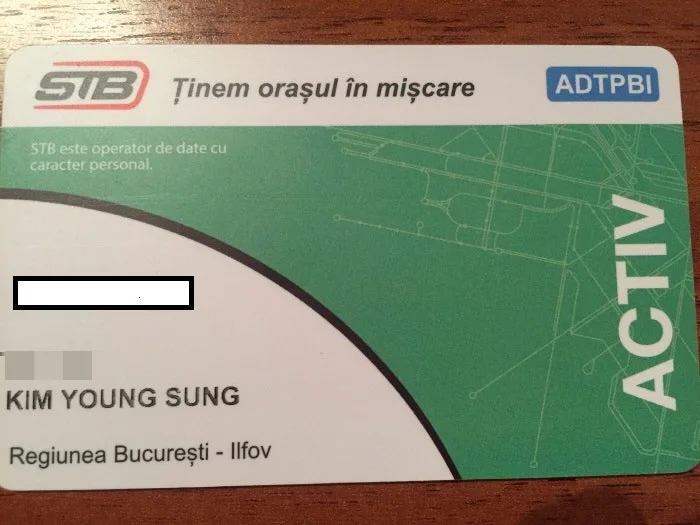 STB Ținem orașul în mișcare ADTPBI
STB este operator de date cu
caracter personal.
ACTIV
KIM YOUNG SUNG
Regiunea București - Ilfov